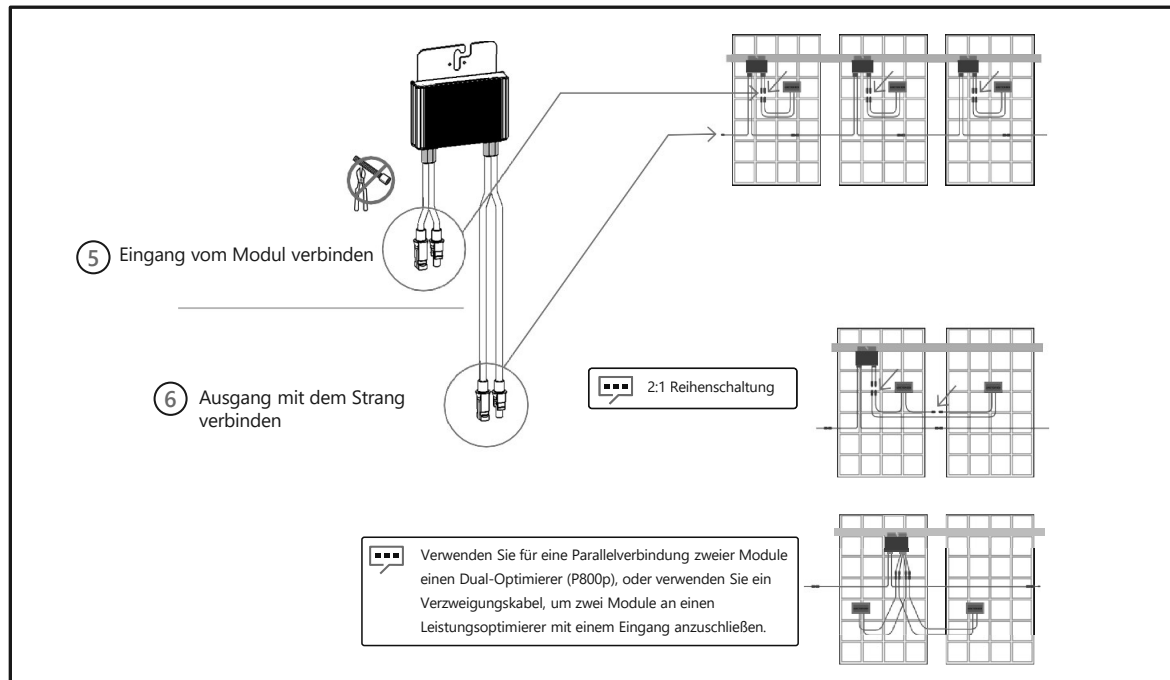 5 Eingang vom Modul verbinden
6 Ausgang mit dem Strang
verbinden
2:1 Reihenschaltung
Verwenden Sie für eine Parallelverbindung zweier Module
einen Dual-Optimierer (P800p), oder verwenden Sie ein
Verzweigungskabel, um zwei Module an einen
Leistungsoptimierer mit einem Eingang anzuschließen.